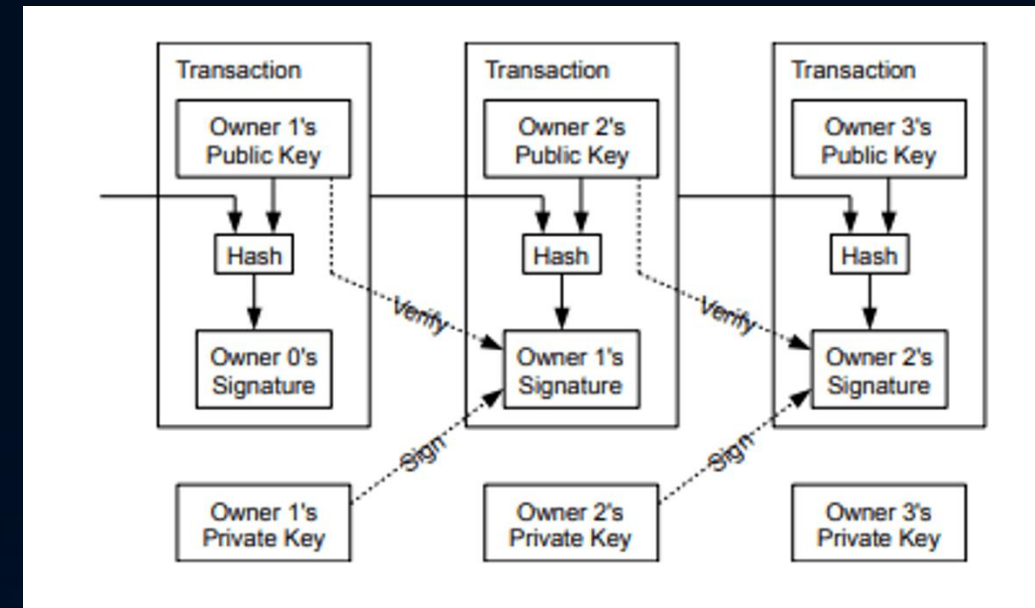 Transaction
Owner 1's
Public Key
Hash
Owner 0's
Signature
Transaction
Owner 2's
Public Key
Hash
Verify
Owner 1's
Signature
Sign
Transaction
Owner 3's
Public Key
Hash
Verify
Owner 2's
Signature
Sign
Owner 1's
Private Key
Owner 2's
Private Key
Owner 3's
Private Key